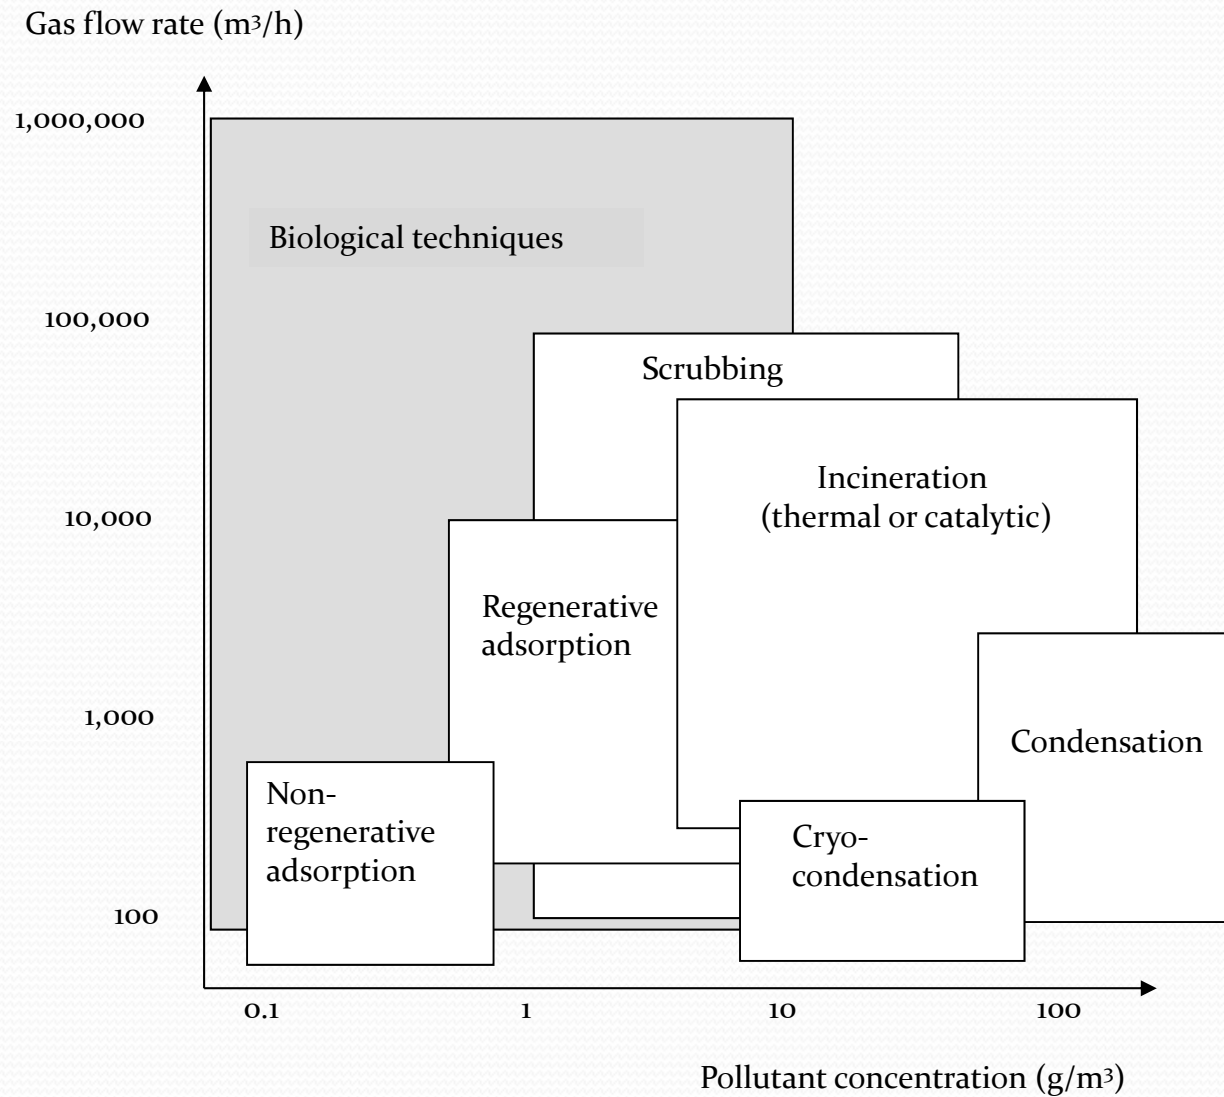 Gas flow rate (m³/h)
1,000,000
Biological techniques
100,000
Scrubbing
Incineration
(thermal or catalytic)
10,000
Regenerative
adsorption
1,000
Condensation
Non-
regenerative
adsorption
Cryo-
condensation
100
0.1
1
10
100
Pollutant concentration (g/m³)